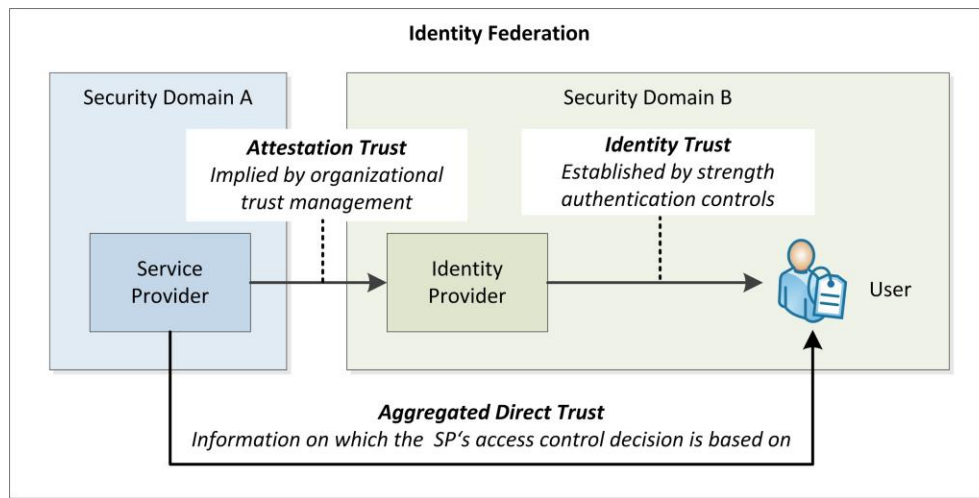 Identity Federation
Security Domain A
Security Domain B
Attestation Trust
Implied by organizational
trust management
Identity Trust
Established by strength
authentication controls
Service
Provider
Identity
Provider
User
Aggregated Direct Trust
Information on which the SP‘s access control decision is based on